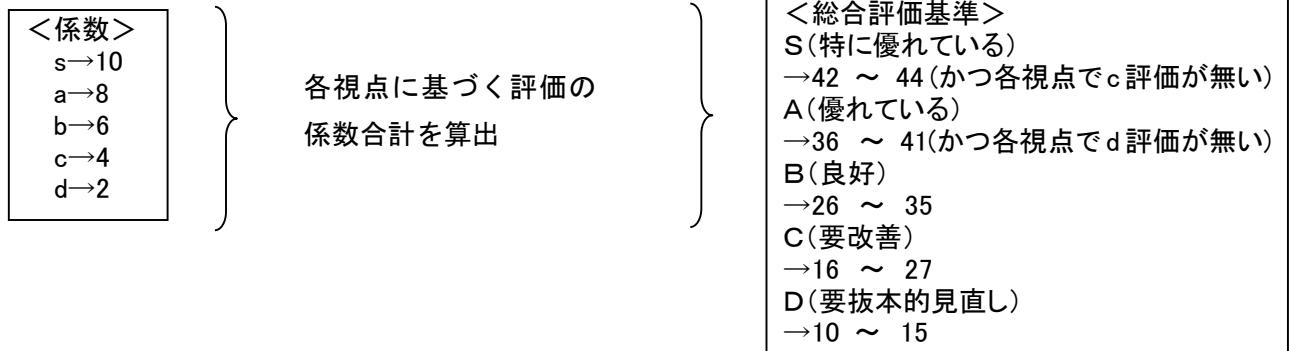 ＜係数＞
s→10
a→8
b→6
c→4
d→2
各視点に基づく評価の
係数合計を算出
＜総合評価基準＞
S(特に優れている)
→42 ～ 44(かつ各視点でc評価が無い)
A(優れている)
→36 ～ 41(かつ各視点でd評価が無い)
B(良好)
→26 ～ 35
C(要改善)
→16 ～ 27
D(要抜本的見直し)
→10 ～ 15